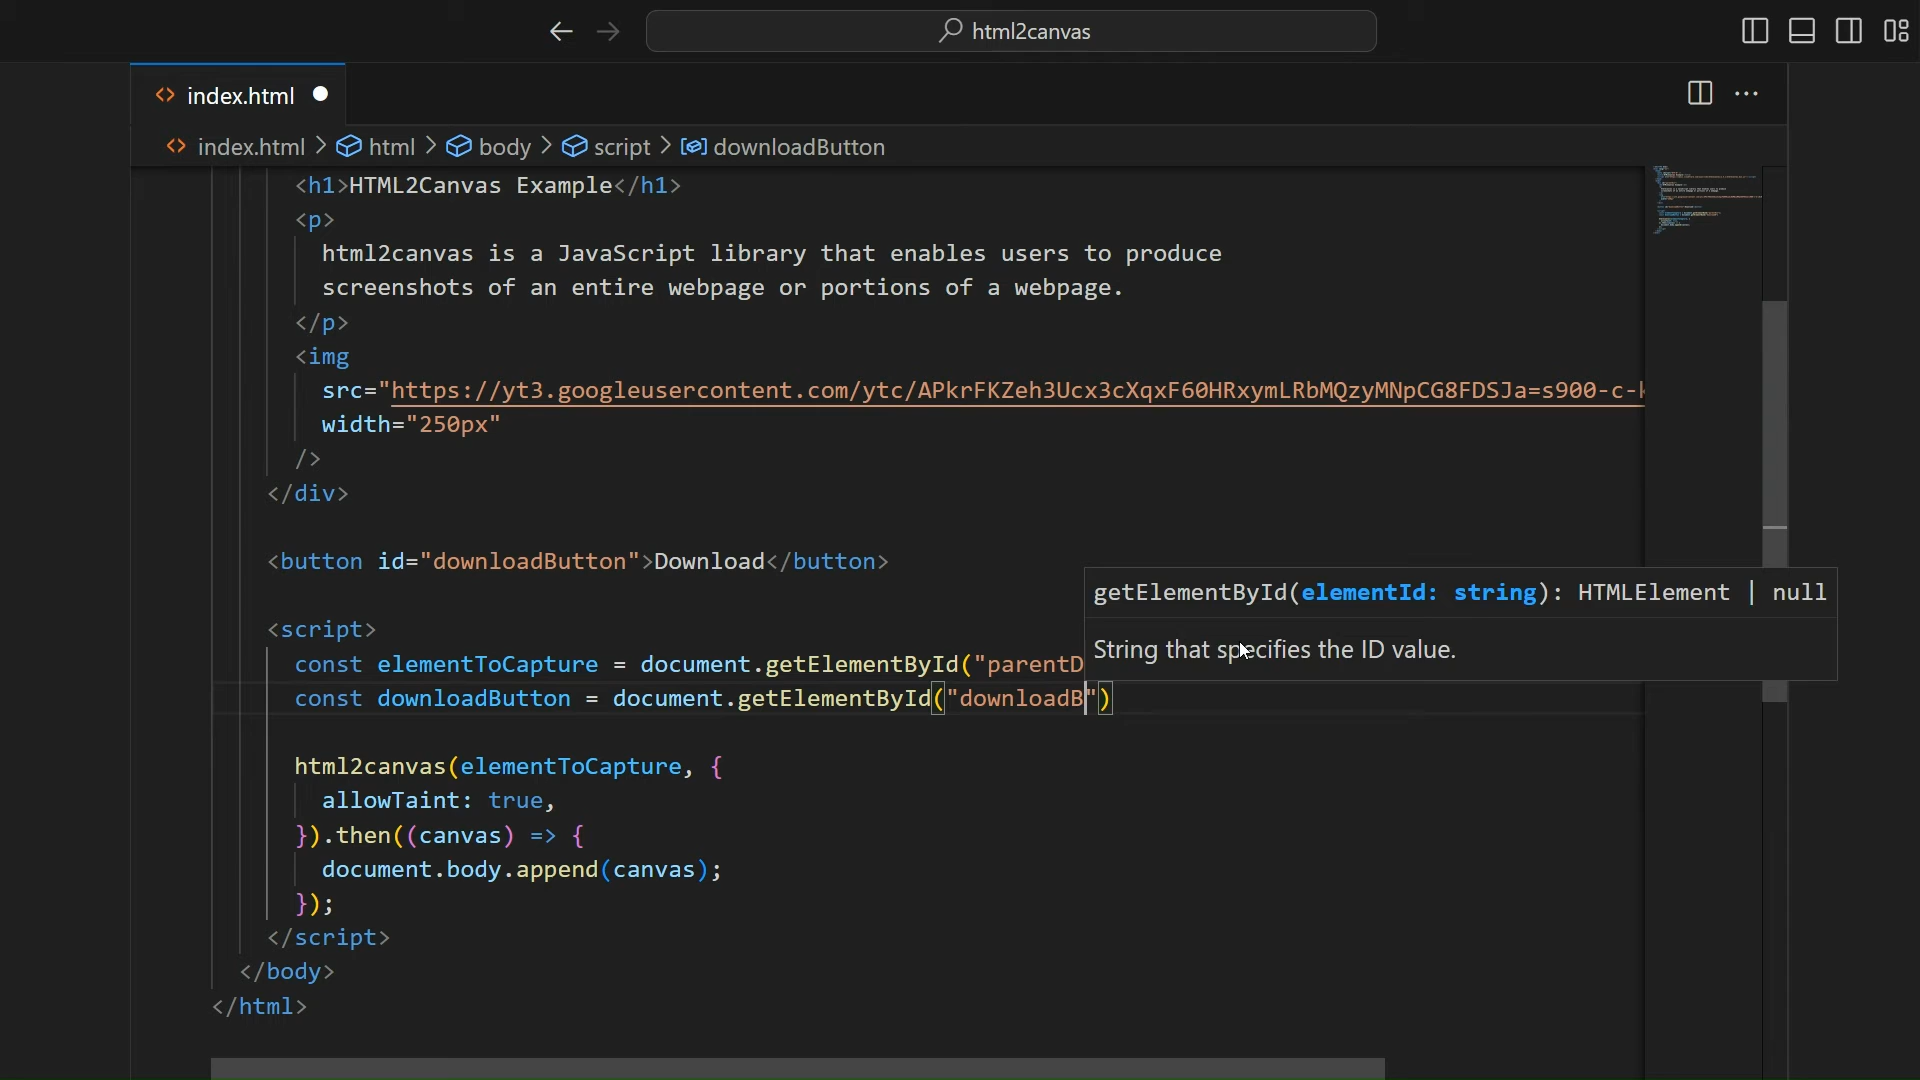 html2canvas
index.html
index.html > html > body > script > downloadButton
<h1>HTML2Canvas Example</h1>
<p>
html2canvas is a JavaScript library that enables users to produce
screenshots of an entire webpage or portions of a webpage.
</p>
<img
src="https://yt3.googleusercontent.com/ytc/APkrFKZeh3Ucx3cXqxF60HRxymLRbMQzyMNpCG8FDSJa=s900-c-k
width="250px"
/>
</div>
<button id="downloadButton">Download</button>
getElementById(elementId: string): HTMLElement | null
String that specifies the ID value.
<script>
const elementToCapture = document.getElementById("parentD
const downloadButton = document.getElementById("downloadB")
html2canvas(elementToCapture, {
allowTaint: true,
}).then((canvas) => {
document.body.append(canvas);
});
</script>
</body>
</html>